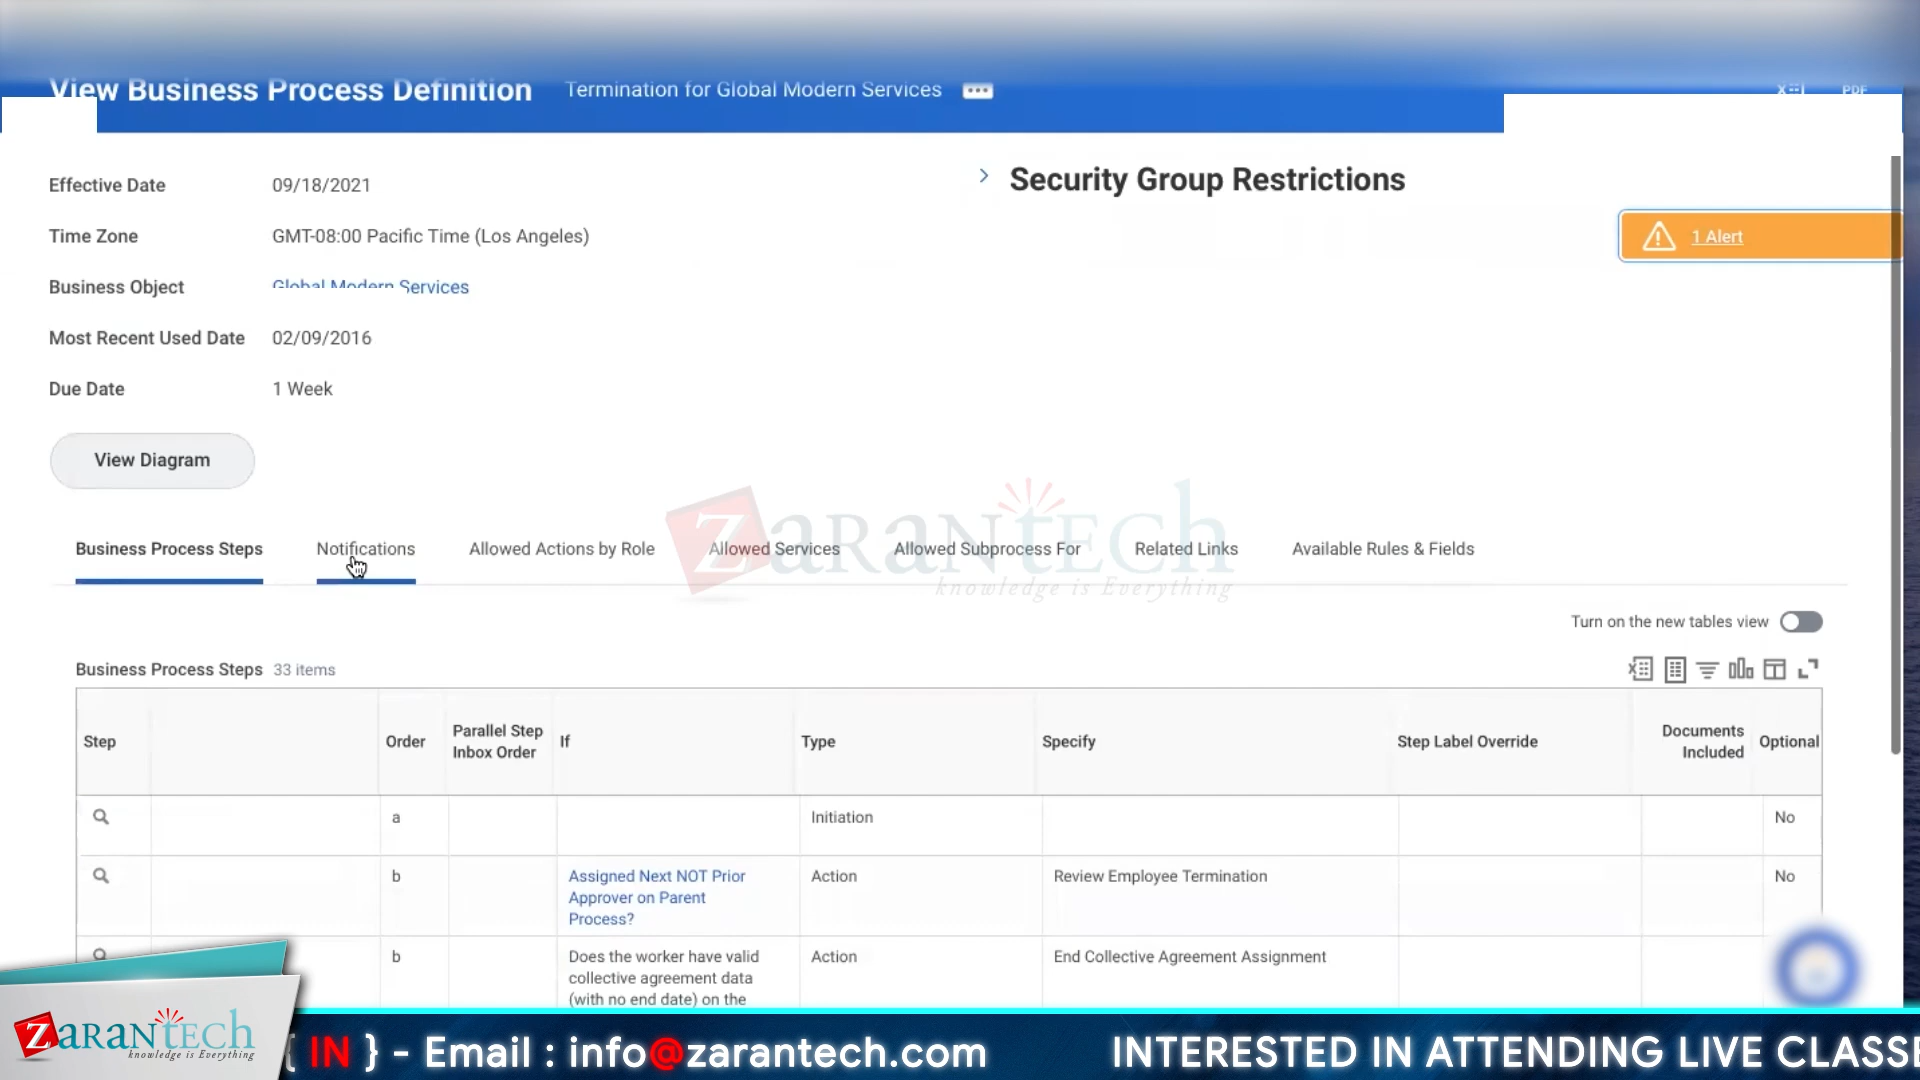 View Business Process Definition Termination for Global Modern Services
PDF
Effective Date 09/18/2021
Security Group Restrictions
Time Zone GMT-08:00 Pacific Time (Los Angeles)
1 Alert
Business Object Global Modern Services
Most Recent Used Date 02/09/2016
Due Date 1 Week
View Diagram
Business Process Steps Notifications Allowed Actions by Role Allowed Services Allowed Subprocess For Related Links Available Rules & Fields
ZARANtech
knowledge is Everything
Turn on the new tables view
Business Process Steps 33 items
Step Order Parallel Step Inbox Order If Type Specify Step Label Override Documents Included Optional
a Initiation No
b Assigned Next NOT Prior Action Review Employee Termination No
Approver on Parent
Process?
b Does the worker have valid Action End Collective Agreement Assignment
collective agreement data
(with no end date) on the
ZARANtech
knowledge is Everything
{ IN } - Email : info@zarantech.com INTERESTED IN ATTENDING LIVE CLASSE